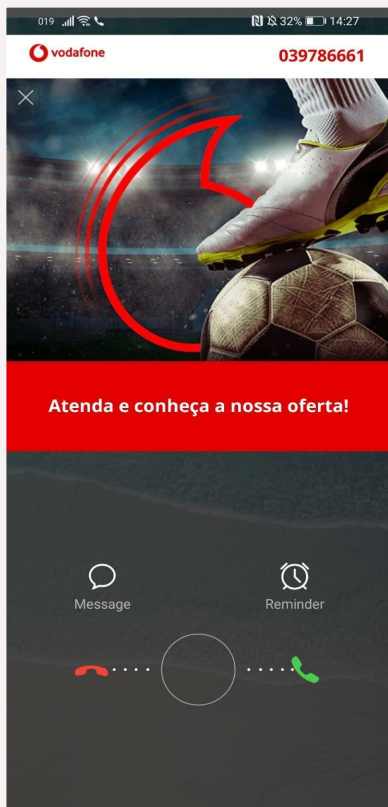 019
32%
14:27
vodafone
039786661
Atenda e conheça a nossa oferta!
Message
Reminder